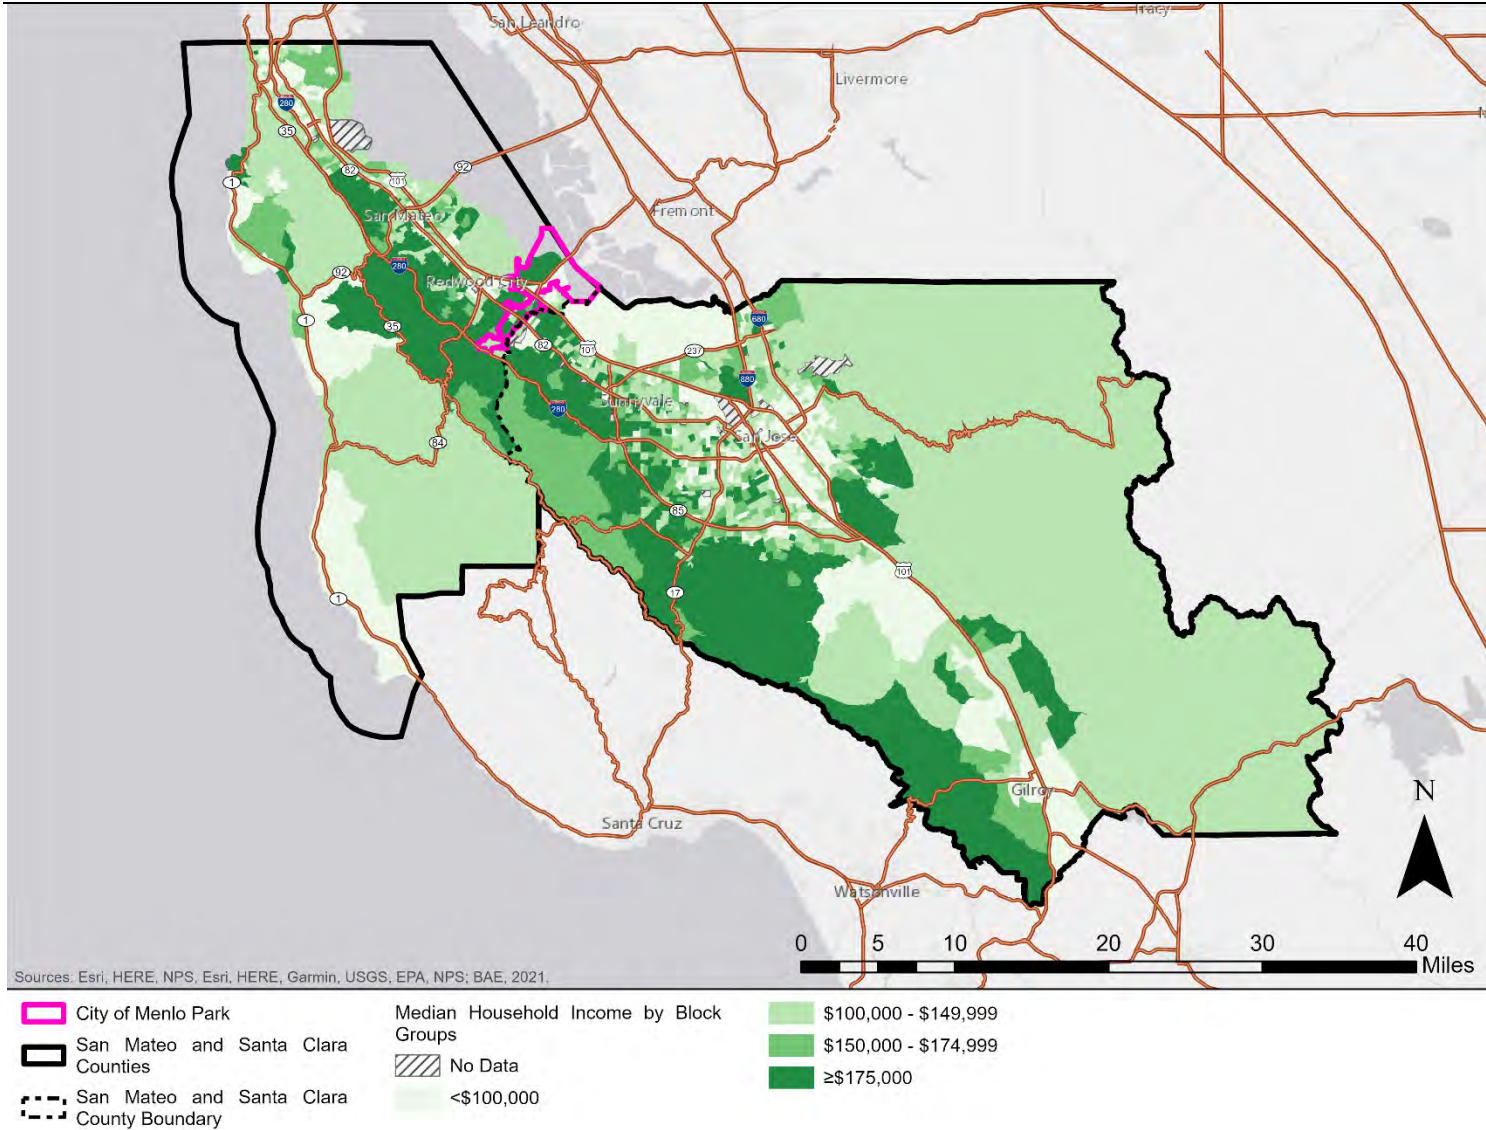 San Leandro
Tracy
Livermore
280
35
82
92
101
1
Fremont
San Mateo
92
280
Redwood City
1
35
680
82
101
237
880
280
Sunnyvale
San Jose
84
85
101
17
1
Gilroy
N
Santa Cruz
Watsonville
0 5 10 20 30 40
Miles
Sources: Esri, HERE, NPS, Esri, HERE, Garmin, USGS, EPA, NPS; BAE, 2021.
City of Menlo Park
San Mateo and Santa Clara
Counties
San Mateo and Santa Clara
County Boundary
Median Household Income by Block
Groups
No Data
<$100,000
$100,000 - $149,999
$150,000 - $174,999
≥$175,000